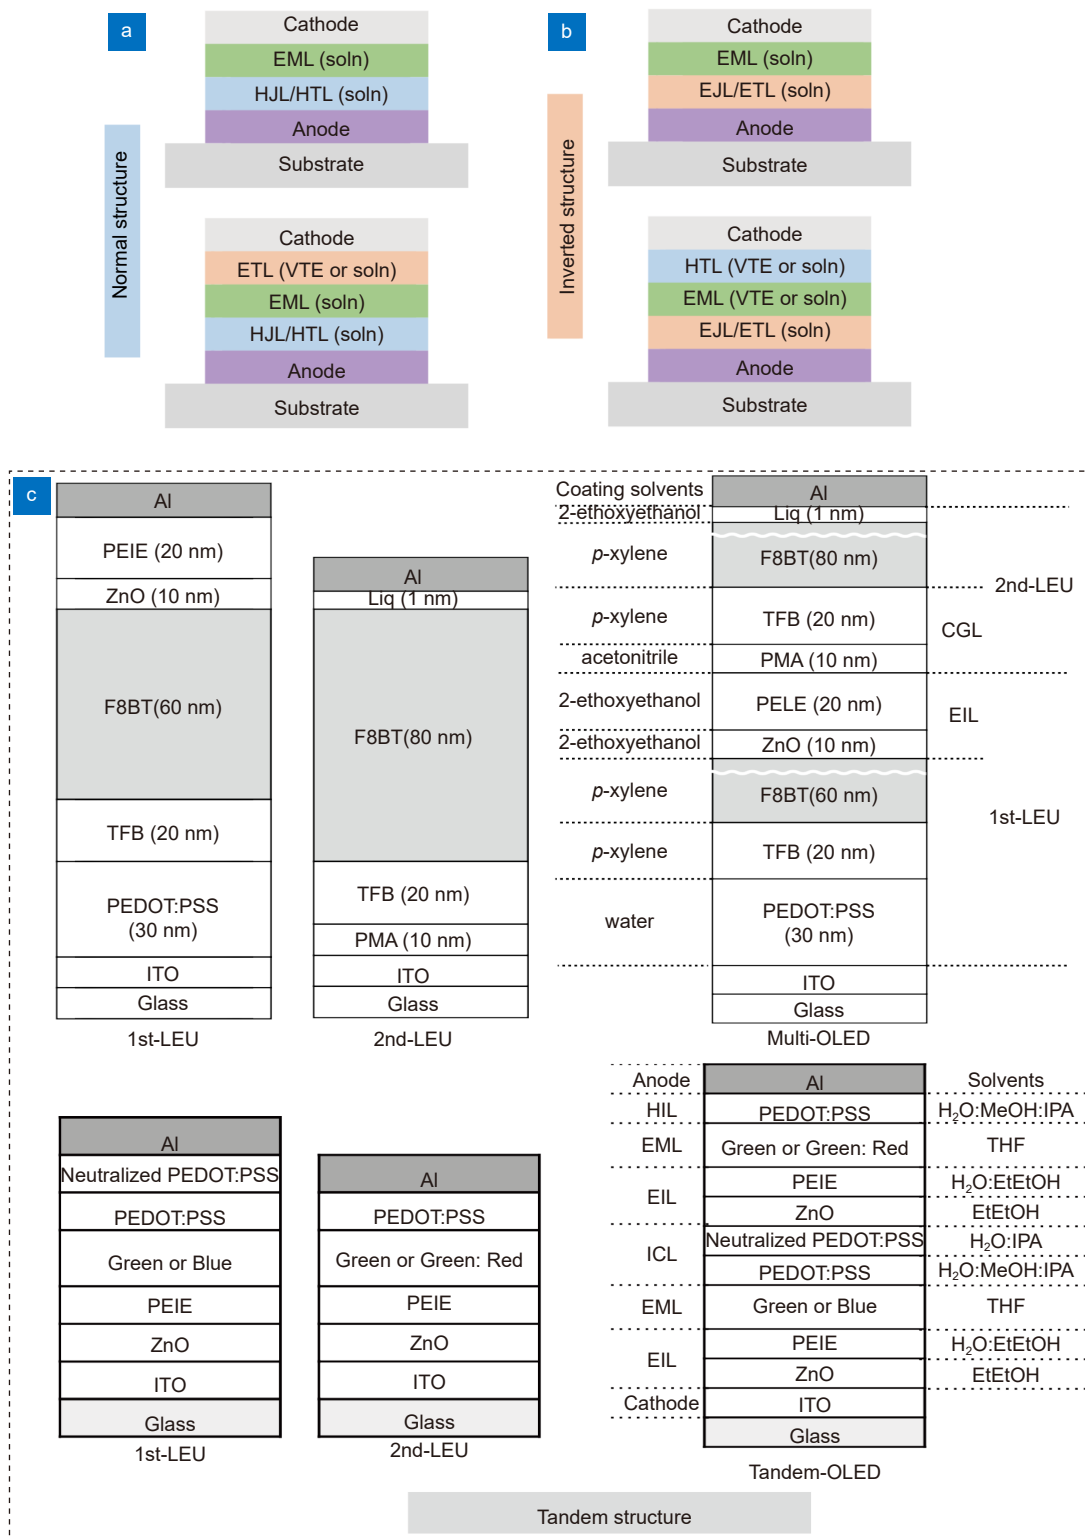 a
Cathode
EML (soln)
HJL/HTL (soln)
Anode
Substrate
Normal structure
Cathode
ETL (VTE or soln)
EML (soln)
HJL/HTL (soln)
Anode
Substrate
b
Cathode
EML (soln)
EJL/ETL (soln)
Anode
Substrate
Inverted structure
Cathode
HTL (VTE or soln)
EML (VTE or soln)
EJL/ETL (soln)
Anode
Substrate
c
Al
PEIE (20 nm)
ZnO (10 nm)
F8BT(60 nm)
TFB (20 nm)
PEDOT:PSS
(30 nm)
ITO
Glass
1st-LEU
Al
Liq (1 nm)
F8BT(80 nm)
TFB (20 nm)
PMA (10 nm)
ITO
Glass
2nd-LEU
Coating solvents
2-ethoxyethanol
p-xylene
p-xylene
acetonitrile
2-ethoxyethanol
2-ethoxyethanol
p-xylene
p-xylene
water
Al
Liq (1 nm)
F8BT(80 nm)
TFB (20 nm)
PMA (10 nm)
PELE (20 nm)
ZnO (10 nm)
F8BT(60 nm)
TFB (20 nm)
PEDOT:PSS
(30 nm)
ITO
Glass
Multi-OLED
2nd-LEU
CGL
EIL
1st-LEU
Al
Neutralized PEDOT:PSS
PEDOT:PSS
Green or Blue
PEIE
ZnO
ITO
Glass
1st-LEU
Al
PEDOT:PSS
Green or Green: Red
PEIE
ZnO
ITO
Glass
2nd-LEU
Anode
HIL
EML
EIL
ICL
EML
EIL
Cathode
Al
PEDOT:PSS
Green or Green: Red
PEIE
ZnO
Neutralized PEDOT:PSS
PEDOT:PSS
Green or Blue
PEIE
ZnO
ITO
Glass
Tandem-OLED
Solvents
H₂O:MeOH:IPA
THF
H₂O:EtEtOH
EtEtOH
H₂O:IPA
H₂O:MeOH:IPA
THF
H₂O:EtEtOH
EtEtOH
Tandem structure